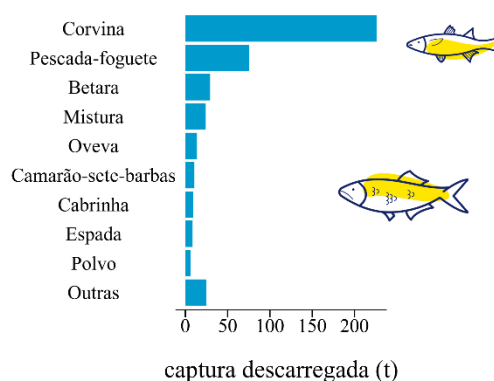 Corvina
Pescada-foguete
Betara
Mistura
Oveva
Camarão-sete-barbas
Cabrinha
Espada
Polvo
Outras
0 50 100 150 200
captura descarregada (t)